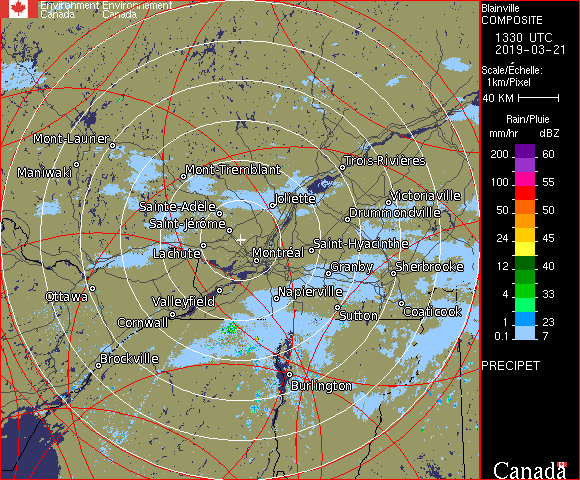 Environment Environnement
Canada Canada
Blainville
COMPOSITE
1330 UTC
2019-03-21
Scale/Échelle:
1km/Pixel
40 KM
Rain/Pluie
mm/hr dBZ
200 60
100 55
50 50
24 45
12 40
4 33
1 23
0.1 7
PRECIPET
Mont-Laurier
Maniwaki
Mont-Tremblant
Trois-Rivières
Sainte-Adele
Joliette
Victoriaville
Drummondville
Saint-Jérôme
Lachute
Montréal
Saint-Hyacinthe
Granby
Sherbrooke
Ottawa
Valleyfield
Napierville
Cornwall
Sutton
Coaticook
Brockville
Burlington
Canada